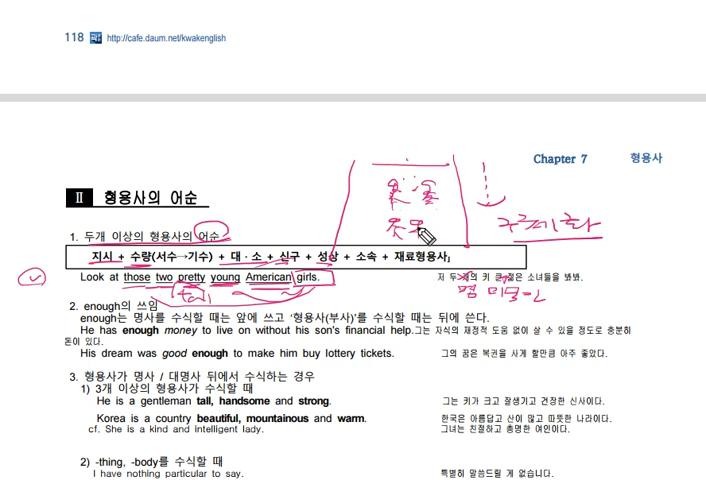 118 http://cafe.daum.net/kwakenglish
Chapter 7 형용사
Ⅱ 형용사의 어순
1. 두개 이상의 형용사의 어순
지시 + 수량(서수→기수) + 대 · 소 + 신구 + 성상 + 소속 + 재료형용사」
Look at those two pretty young American girls. 저 두 키 큰 젊은 소녀들을 봐봐.
2. enough의 쓰임
enough는 명사를 수식할 때는 앞에 쓰고 '형용사(부사)'를 수식할 때는 뒤에 쓴다.
He has enough money to live on without his son's financial help.그는 자식의 재정적 도움 없이 살 수 있을 정도로 충분히
돈이 있다.
His dream was good enough to make him buy lottery tickets. 그의 꿈은 복권을 사게 할만큼 아주 좋았다.
3. 형용사가 명사 / 대명사 뒤에서 수식하는 경우
1) 3개 이상의 형용사가 수식할 때
He is a gentleman tall, handsome and strong. 그는 키가 크고 잘생기고 건장한 신사이다.
Korea is a country beautiful, mountainous and warm. 한국은 아름답고 산이 많고 따뜻한 나라이다.
cf. She is a kind and intelligent lady. 그녀는 친절하고 총명한 여인이다.
2) -thing, -body를 수식할 때
I have nothing particular to say. 특별히 말씀드릴 게 없습니다.